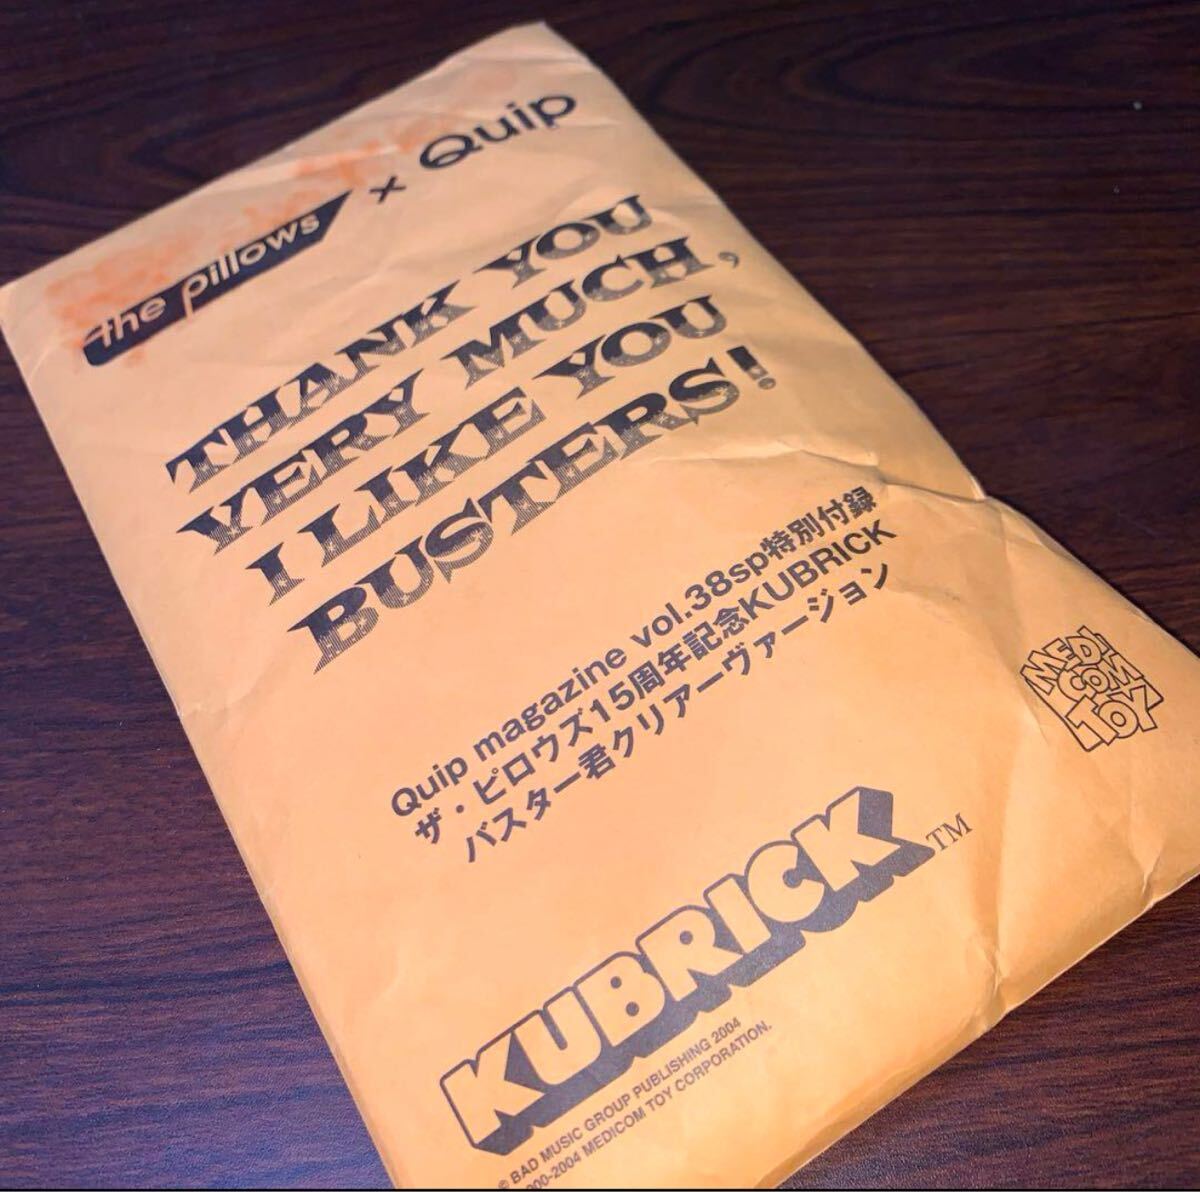 the pillows × Quip
THANK YOU
VERY MUCH,
I LIKE YOU
BUSTERS!
Quip magazine vol.38sp特別付録
ザ・ピロウズ15周年記念KUBRICK
バスター君クリアーヴァージョン
MEDI
COM
TOY
KUBRICK TM
© BAD MUSIC GROUP PUBLISHING 2004
000-2004 MEDICOM TOY CORPORATION.